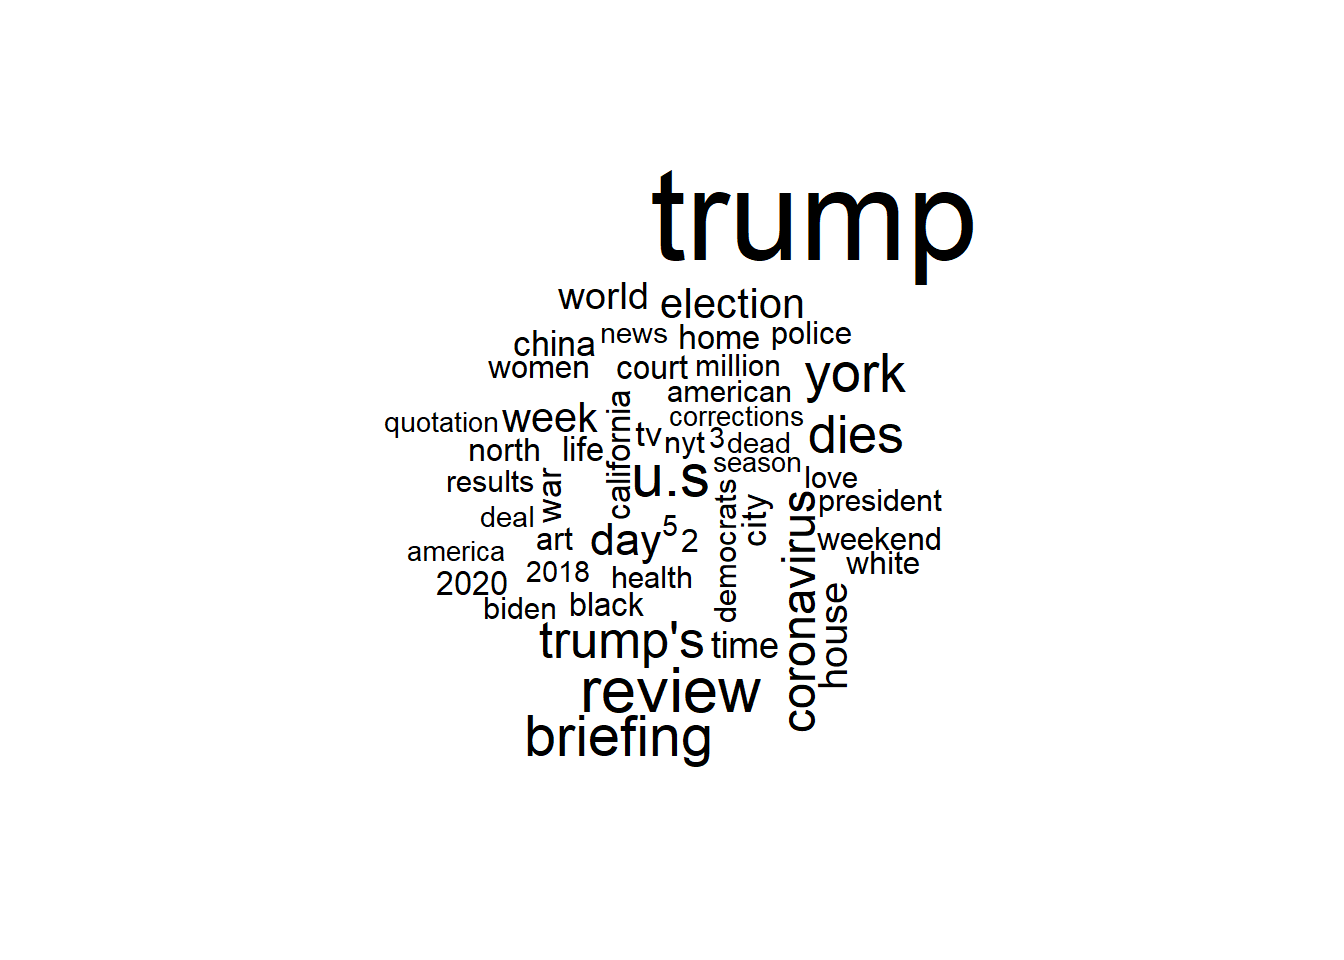 trump
world
election
china
news
home
police
women
court
million
york
american
quotation
week
california
corrections
north
life
tv
nyt
3
dead
dies
season
results
war
u.s
love
president
deal
art
day
5
2
democrats
city
coronavirus
weekend
america
white
2020
2018
health
biden
black
house
trump's
time
review
briefing